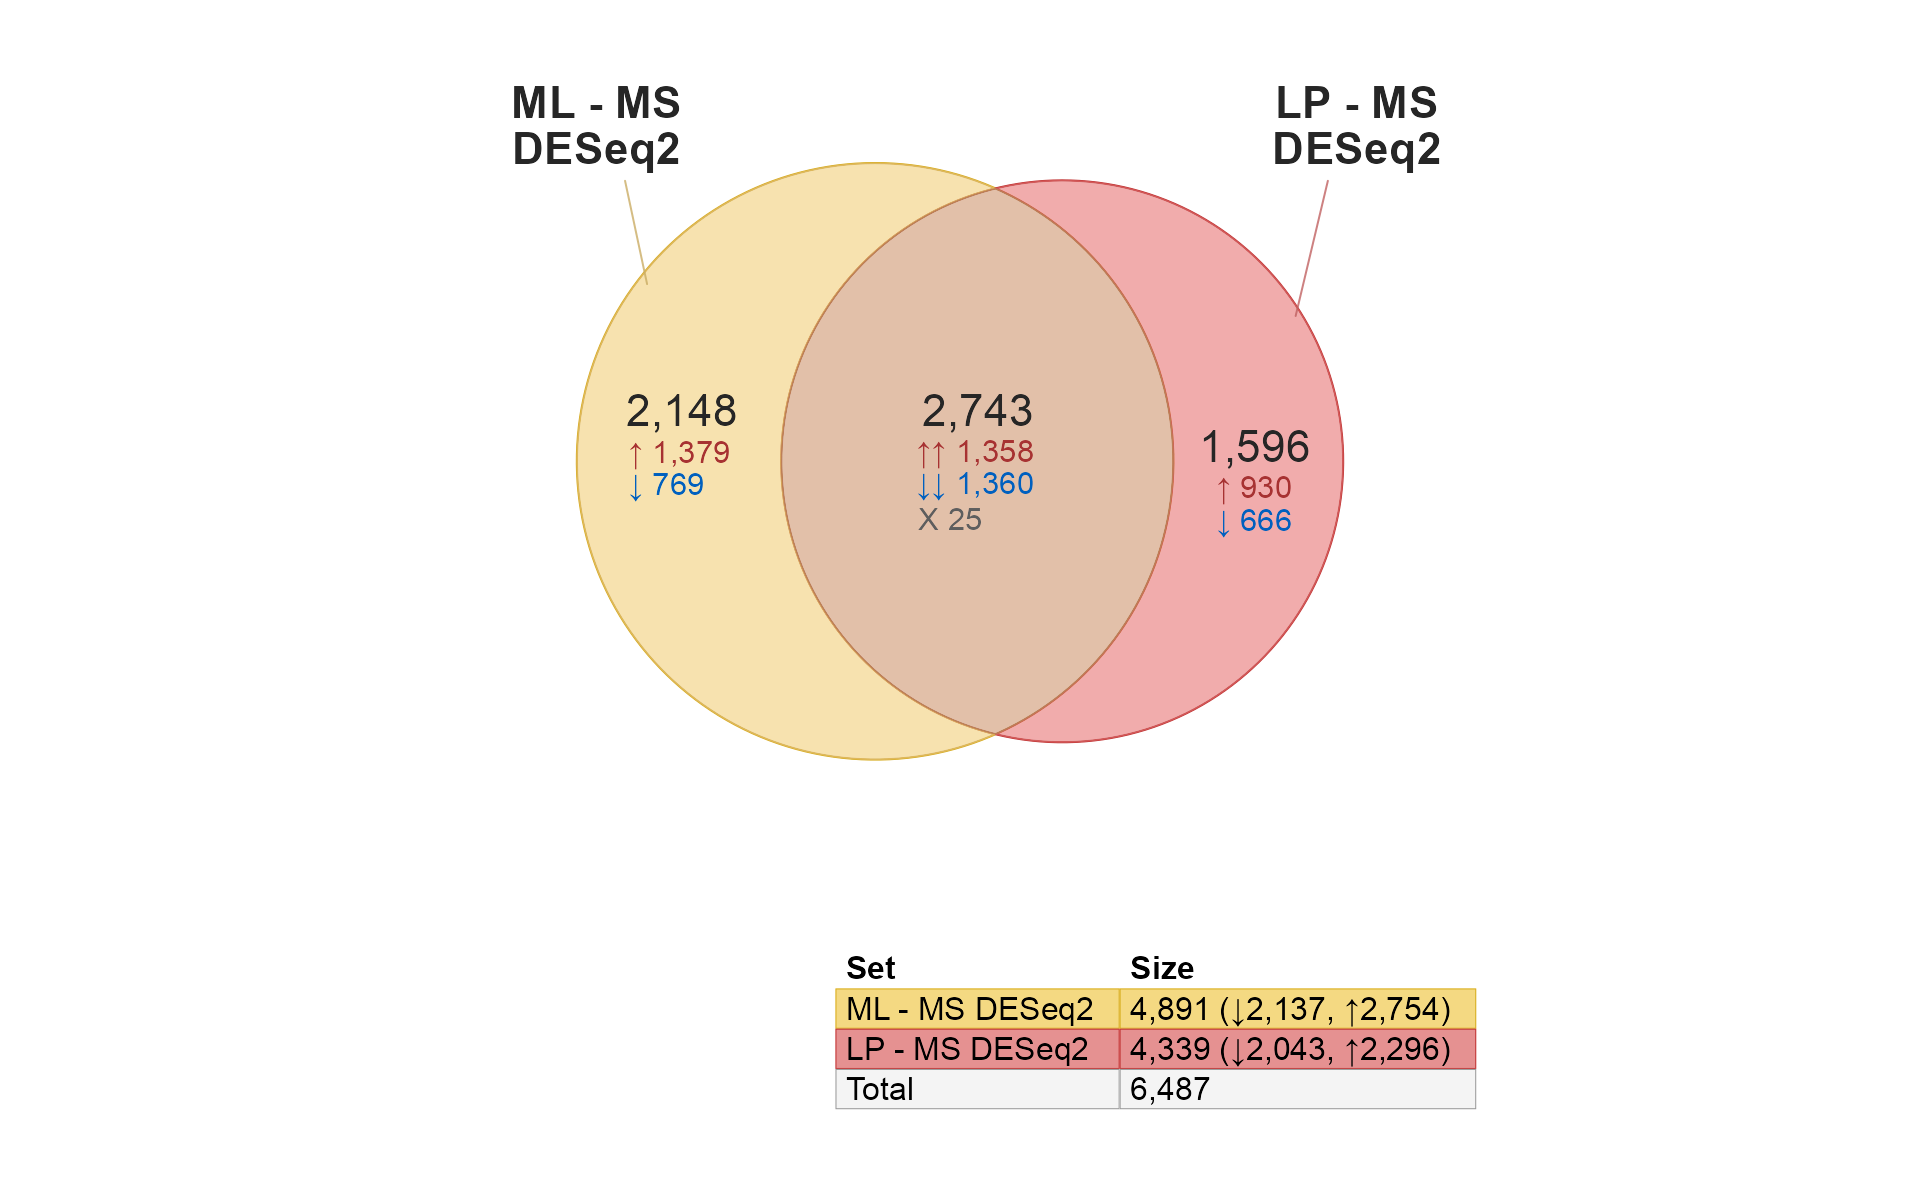 ML - MS
DESeq2
LP - MS
DESeq2
2,148
↑ 1,379
↓ 769
2,743
↑↑ 1,358
↓↓ 1,360
X 25
1,596
↑ 930
↓ 666
Set Size
ML - MS DESeq2 4,891 (↓2,137, ↑2,754)
LP - MS DESeq2 4,339 (↓2,043, ↑2,296)
Total 6,487